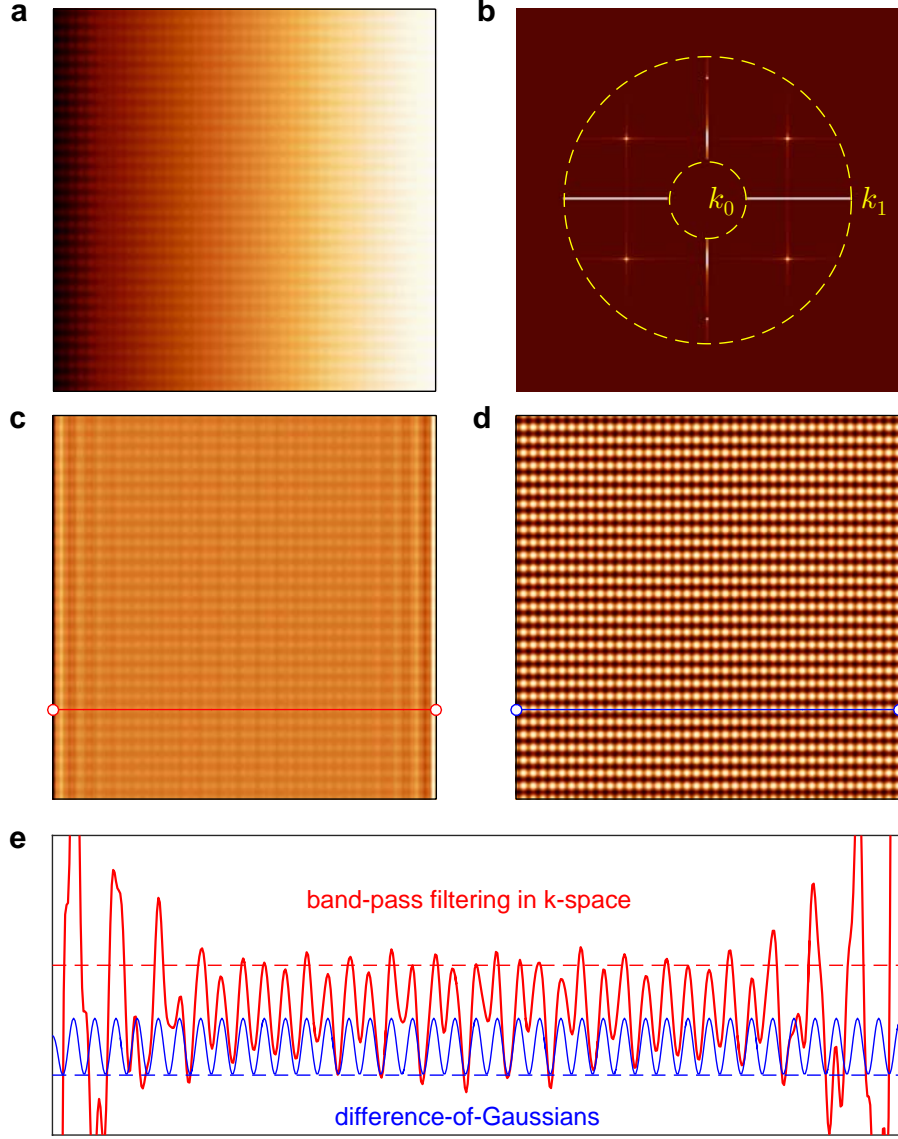 a
b
k₀
k₁
c
d
e
band-pass filtering in k-space
difference-of-Gaussians